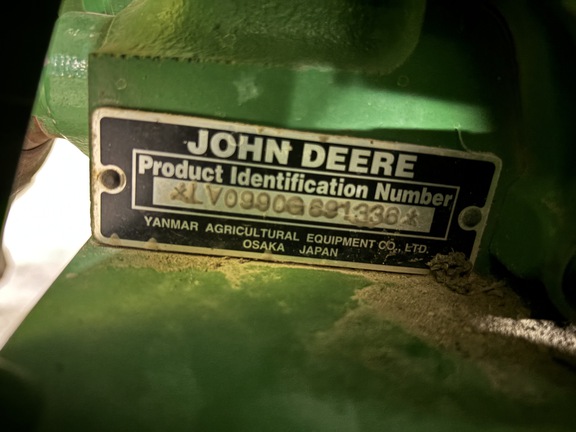 JOHN DEERE
Product Identification Number
*LV0990G691336*
YANMAR AGRICULTURAL EQUIPMENT CO., LTD.
OSAKA JAPAN